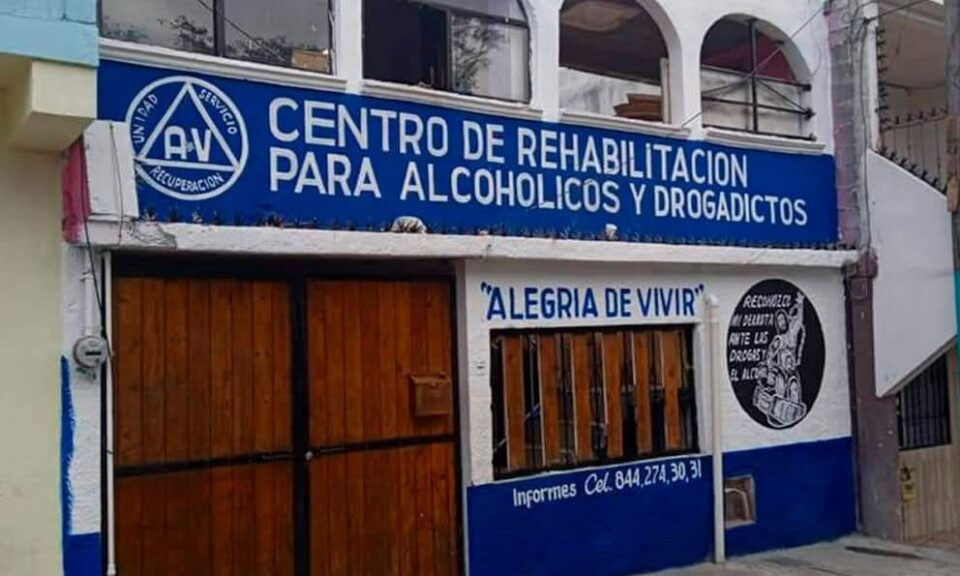 UNIDAD
SERVICIO
RECUPERACION
A DE V
CENTRO DE REHABILITACION
PARA ALCOHOLICOS Y DROGADICTOS
"ALEGRIA DE VIVIR"
RECONOZCO
MI DERROTA
ANTE LAS
DROGAS Y
EL ALCOHOL
Informes Cel. 844,274,30,31